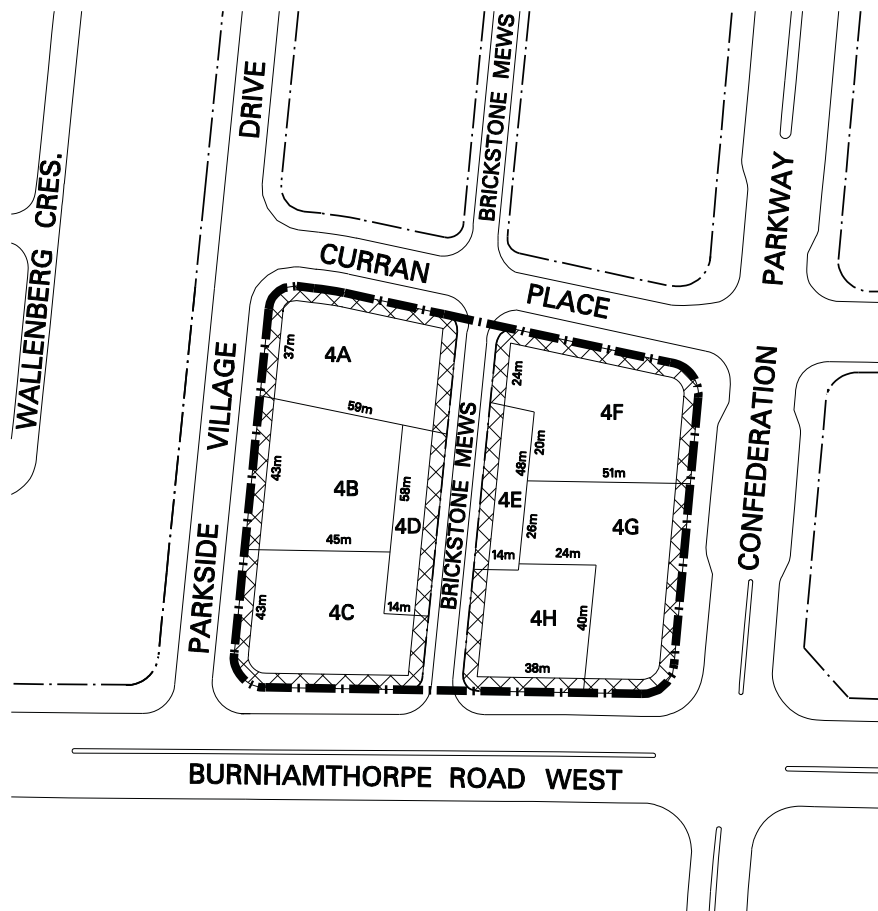 BRICKSTONE MEWS
DRIVE
WALLENBERG CRES.
PARKWAY
CURRAN
PLACE
VILLAGE
PARKSIDE
CONFEDERATION
BRICKSTONE MEWS
37m
4A
59m
24m
4F
20m
43m
4B
58m
48m
51m
4E
4D
26m
4G
45m
14m
24m
43m
4C
14m
4H
40m
38m
BURNHAMTHORPE ROAD WEST